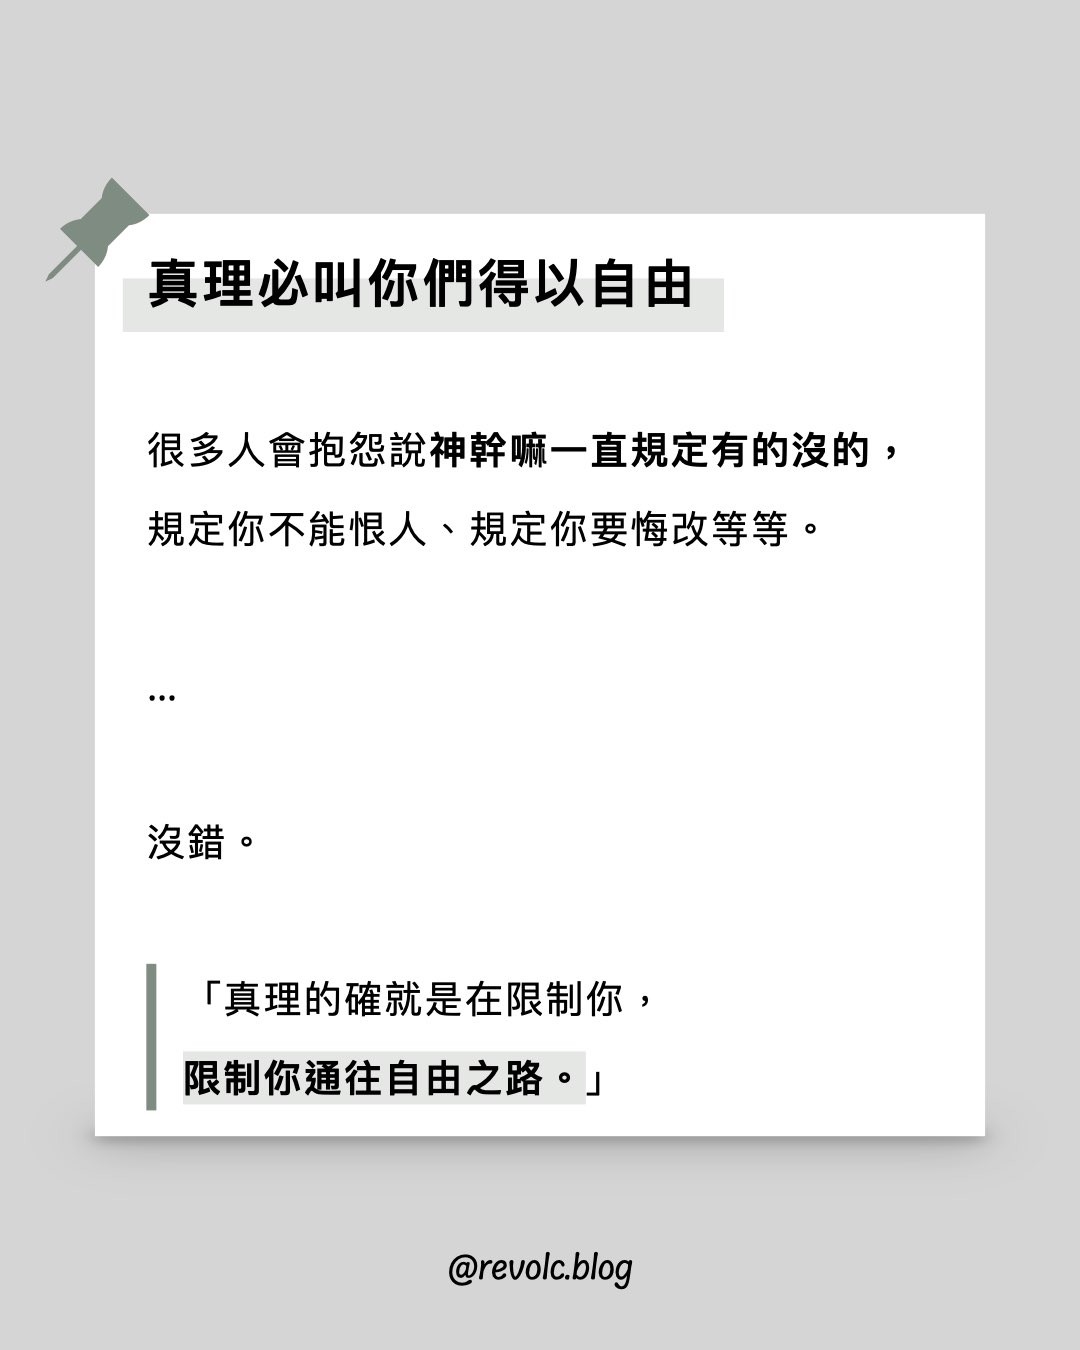 真理必叫你們得以自由
很多人會抱怨說神幹嘛一直規定有的沒的，
規定你不能恨人、規定你要悔改等等。
...
沒錯。
「真理的確就是在限制你，
限制你通往自由之路。」
@revolc.blog